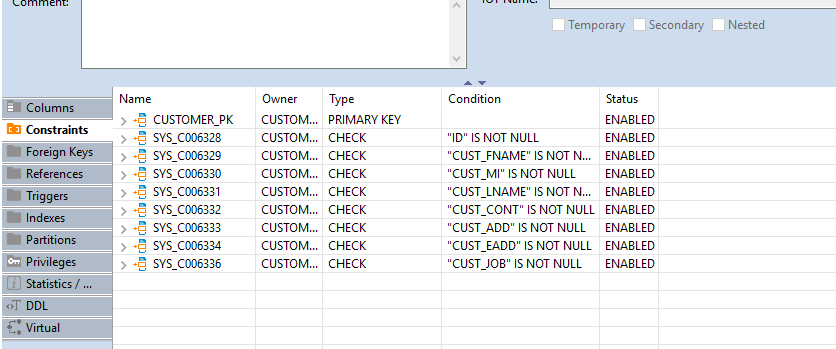 Comment:
Temporary Secondary Nested
Columns
Constraints
Foreign Keys
References
Triggers
Indexes
Partitions
Privileges
Statistics / ...
DDL
Virtual
Name Owner Type Condition Status
CUSTOMER_PK CUSTOM... PRIMARY KEY ENABLED
SYS_C006328 CUSTOM... CHECK "ID" IS NOT NULL ENABLED
SYS_C006329 CUSTOM... CHECK "CUST_FNAME" IS NOT N... ENABLED
SYS_C006330 CUSTOM... CHECK "CUST_MI" IS NOT NULL ENABLED
SYS_C006331 CUSTOM... CHECK "CUST_LNAME" IS NOT N... ENABLED
SYS_C006332 CUSTOM... CHECK "CUST_CONT" IS NOT NULL ENABLED
SYS_C006333 CUSTOM... CHECK "CUST_ADD" IS NOT NULL ENABLED
SYS_C006334 CUSTOM... CHECK "CUST_EADD" IS NOT NULL ENABLED
SYS_C006336 CUSTOM... CHECK "CUST_JOB" IS NOT NULL ENABLED